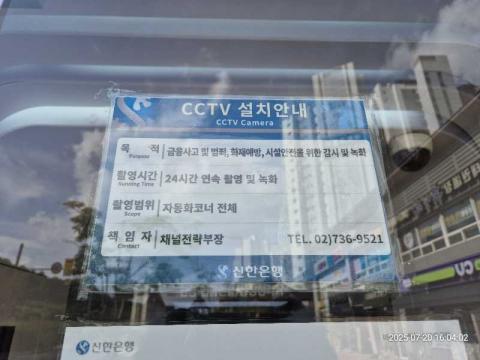 CCTV 설치안내
CCTV Camera
목 적 금융사고 및 범죄, 화재예방, 시설안전을 위한 감시 및 녹화
Purpose
촬영시간 24시간 연속 촬영 및 녹화
Running Time
촬영범위 자동화코너 전체
Scope
책 임 자 채널전략부장 TEL. 02)736-9521
Contact
신한은행
신한은행
CU
2025-07-20 16:04:02